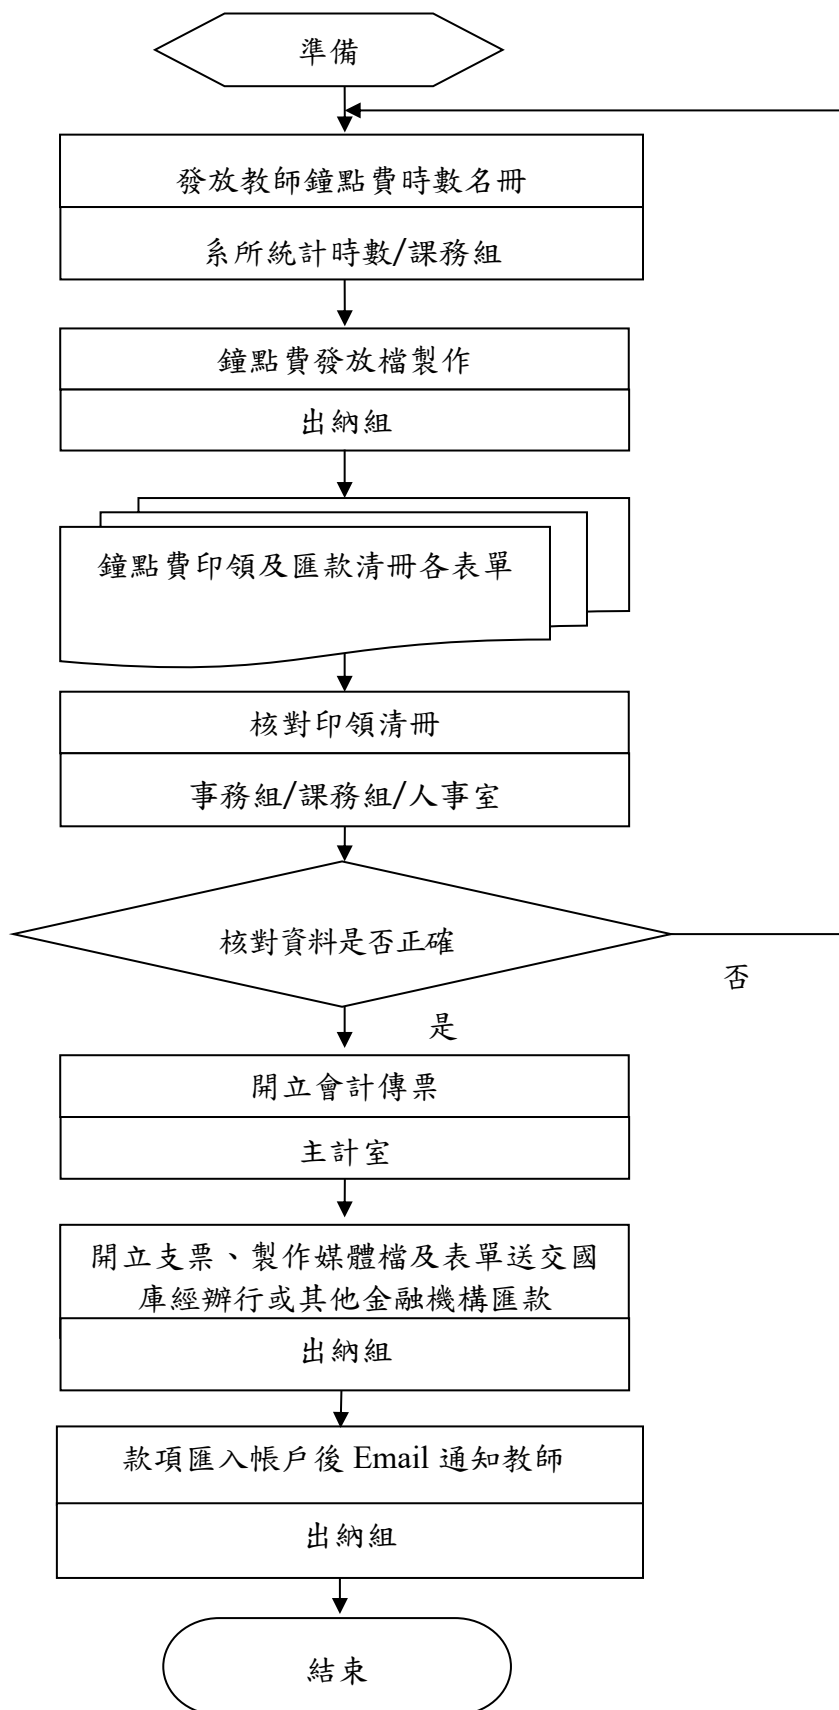 準備
發放教師鐘點費時數名冊
系所統計時數/課務組
鐘點費發放檔製作
出納組
鐘點費印領及匯款清冊各表單
核對印領清冊
事務組/課務組/人事室
核對資料是否正確
否
是
開立會計傳票
主計室
開立支票、製作媒體檔及表單送交國
庫經辦行或其他金融機構匯款
出納組
款項匯入帳戶後 Email 通知教師
出納組
結束